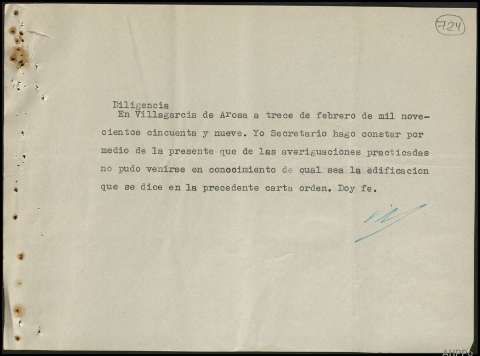 724
Diligencia
En Villagarcia de Arosa a trece de febrero de mil nove-
cientos cincuenta y nueve. Yo Secretario hago constar por
medio de la presente que de las averiguaciones practicadas
no pudo venirse en conocimiento de cual sea la edificacion
que se dice en la precedente carta orden. Doy fe.